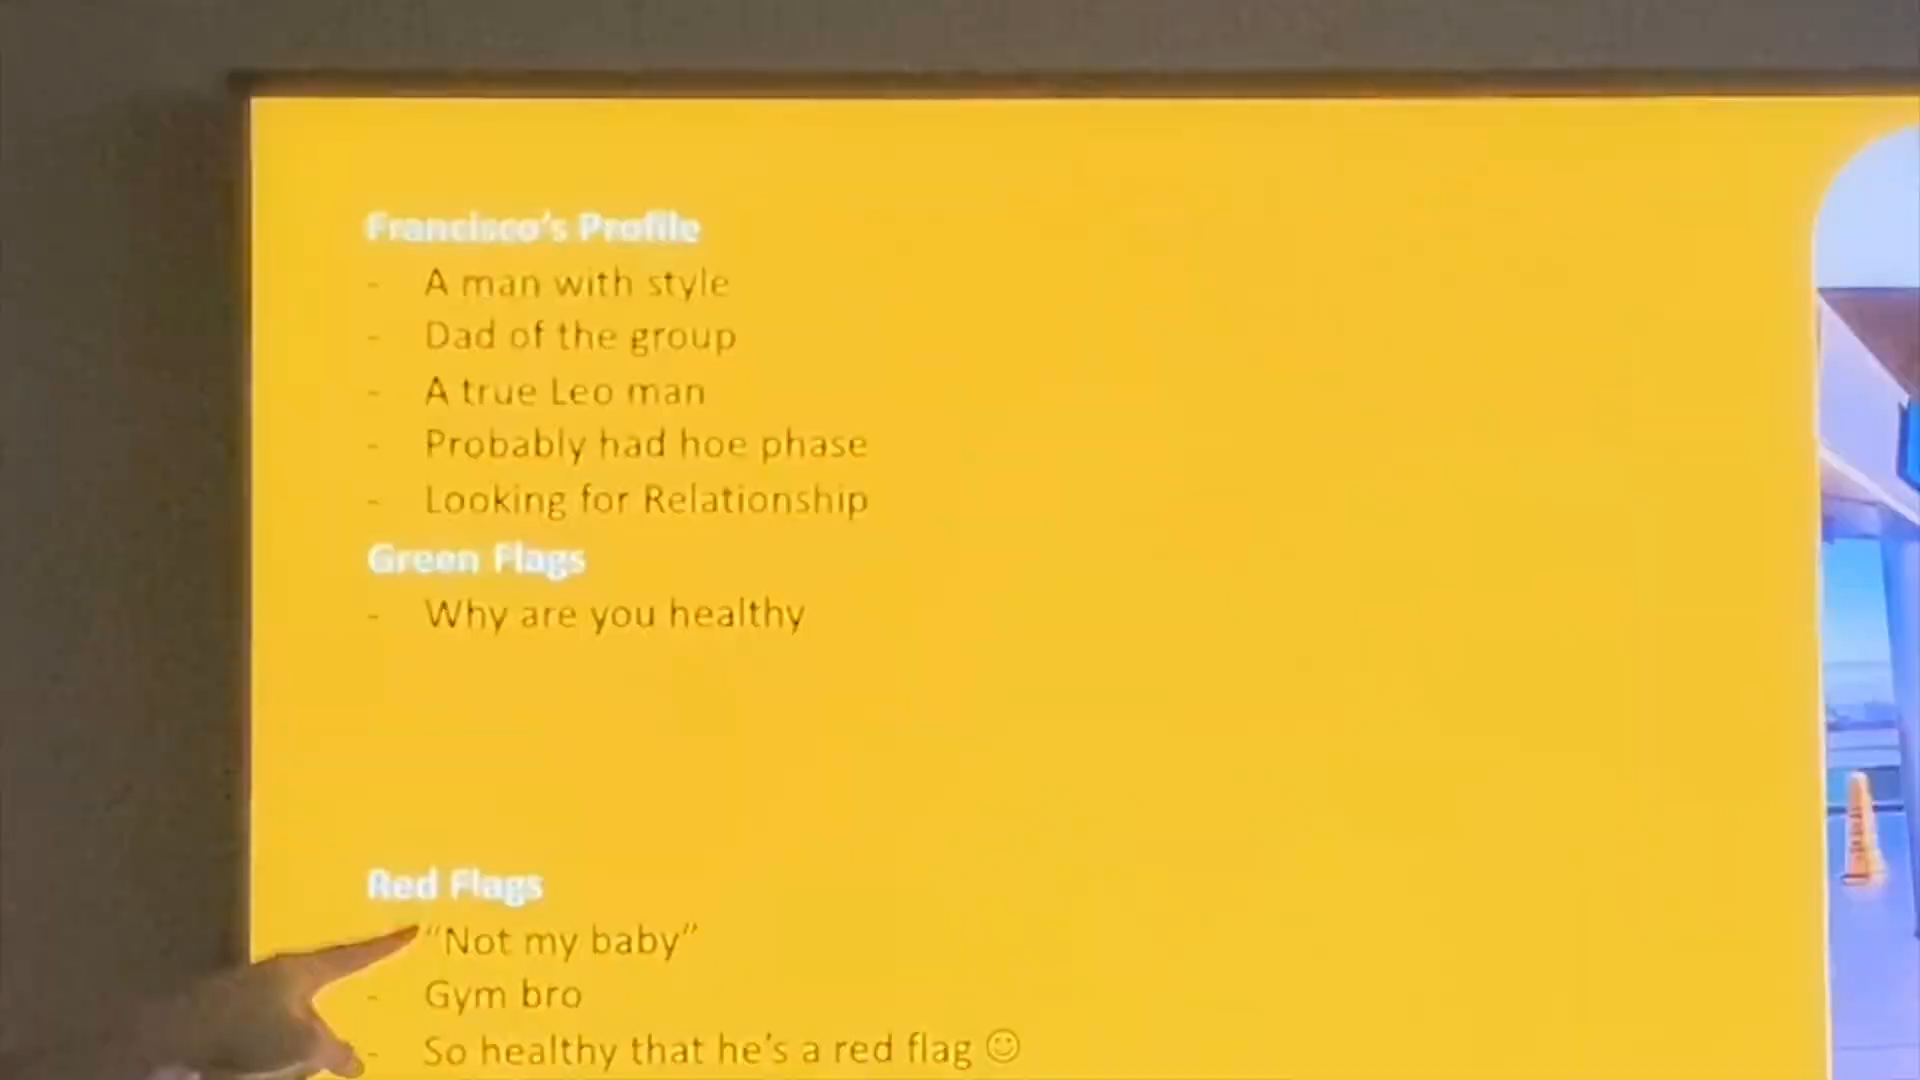 Francisco's Profile
- A man with style
- Dad of the group
- A true Leo man
- Probably had hoe phase
- Looking for Relationship
Green Flags
- Why are you healthy
Red Flags
"Not my baby"
- Gym bro
- So healthy that he's a red flag ☺